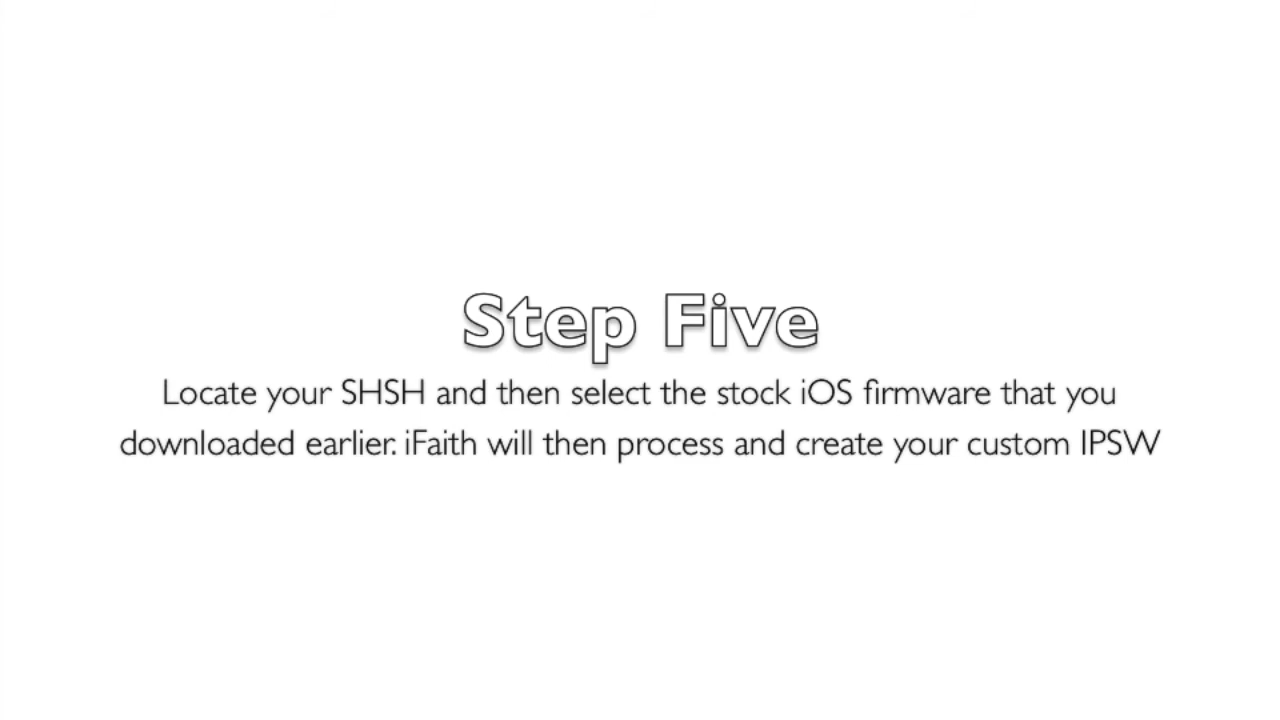 Step Five
Locate your SHSH and then select the stock iOS firmware that you
downloaded earlier. iFaith will then process and create your custom IPSW